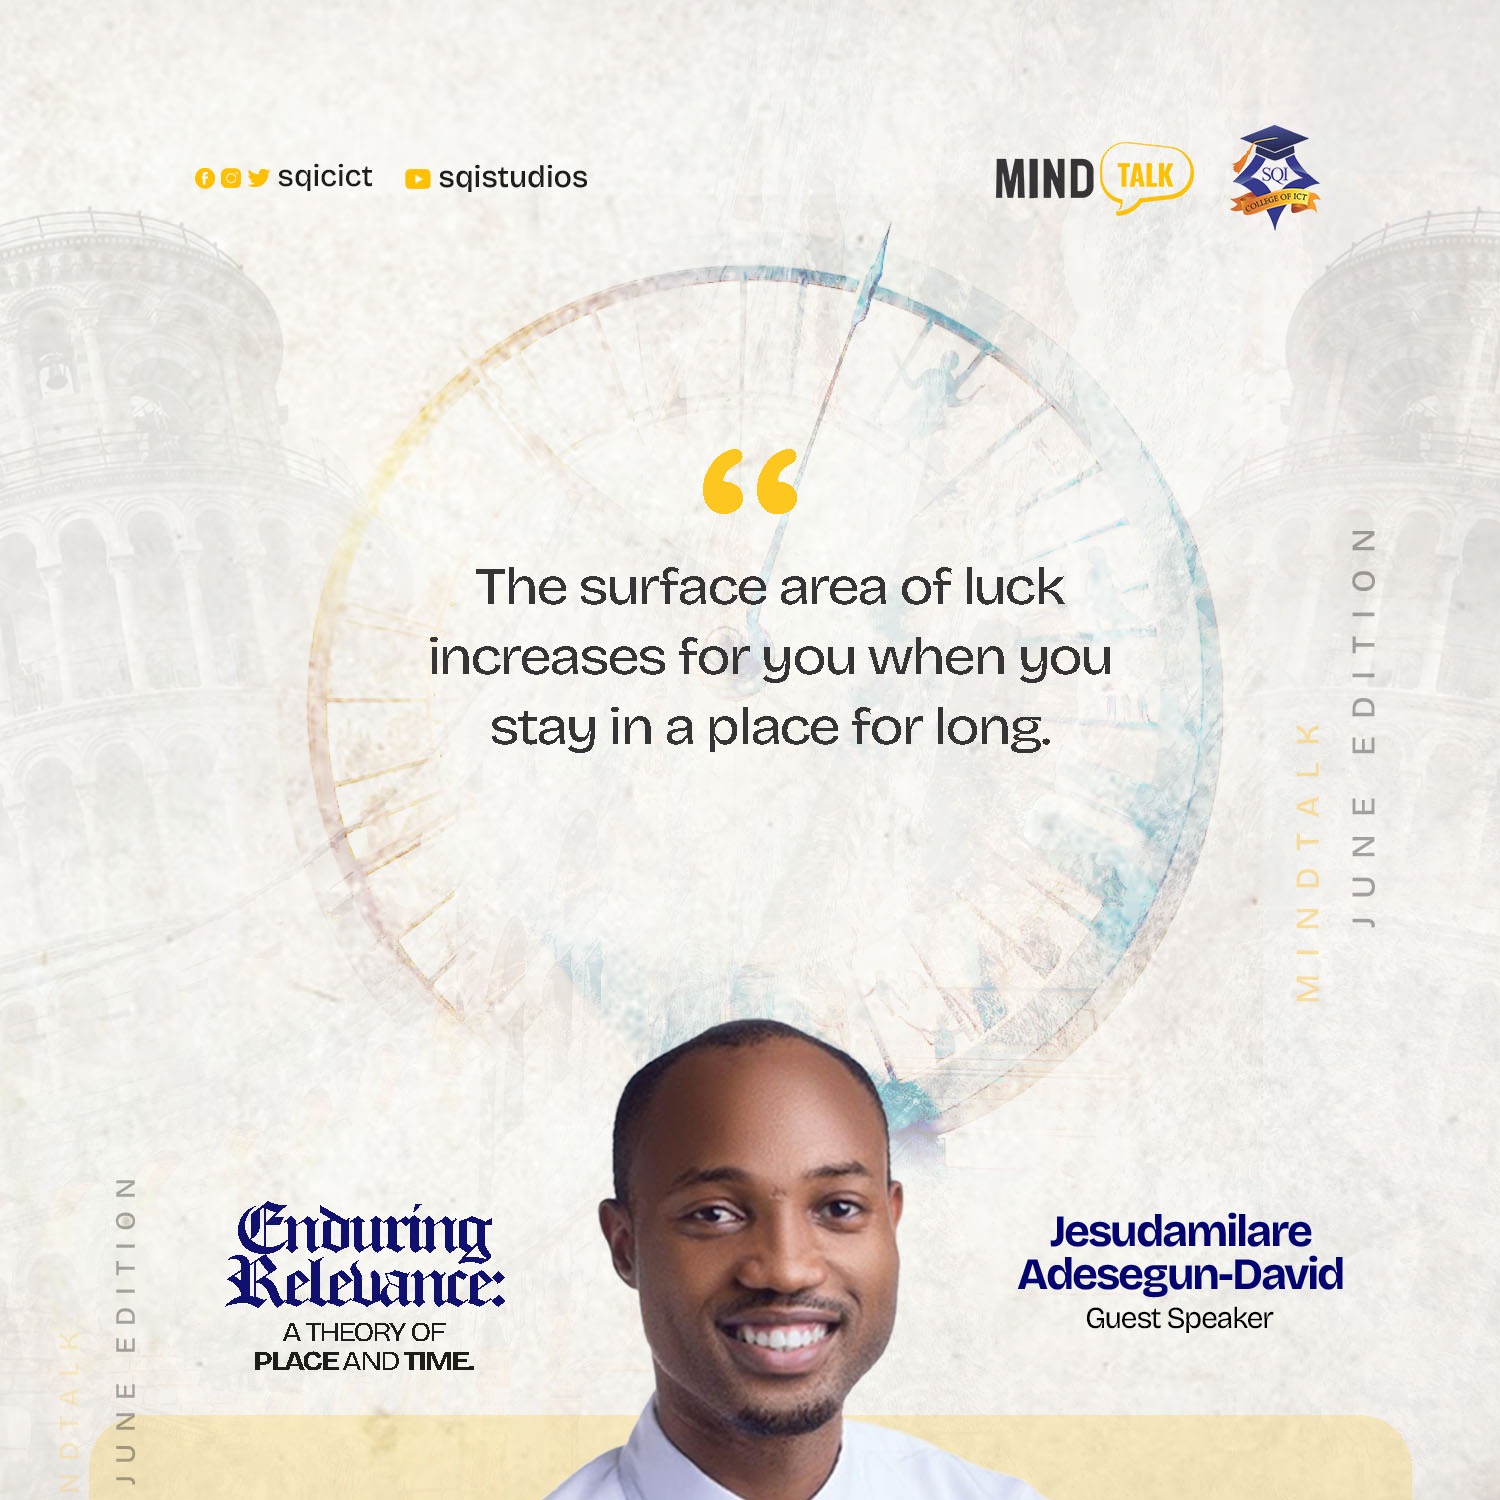 sqicict sqistudios
MIND TALK
SQI
COLLEGE OF ICT
“
The surface area of luck
increases for you when you
stay in a place for long.
MINDTALK
JUNE EDITION
NDTALK
JUNE EDITION
Enduring
Relevance:
A THEORY OF
PLACE AND TIME.
Jesudamilare
Adesegun-David
Guest Speaker